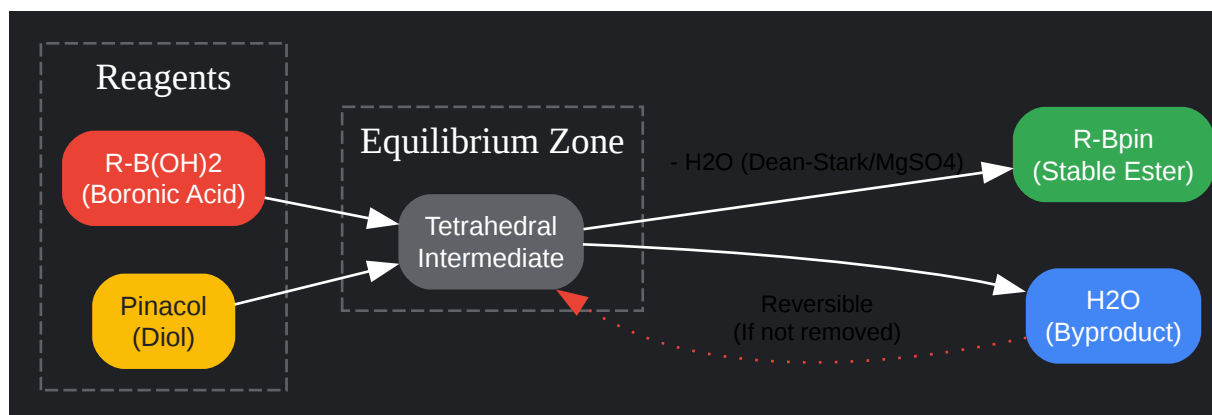 Reagents
R-B(OH)2
(Boronic Acid)
Pinacol
(Diol)
Equilibrium Zone
Tetrahedral
Intermediate
- H2O (Dean-Stark/MgSO4)
Reversible
(If not removed)
R-Bpin
(Stable Ester)
H2O
(Byproduct)